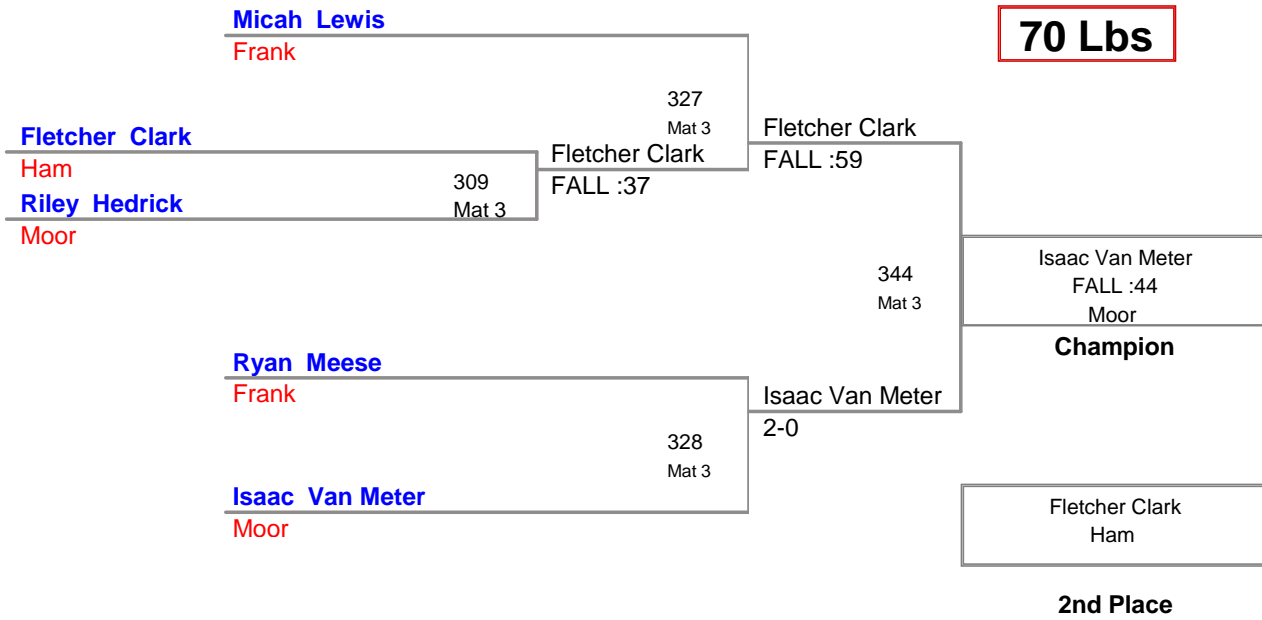 Micah Lewis
Frank
70 Lbs
327
Mat 3
Fletcher Clark
Ham
Riley Hedrick
Moor
309
Mat 3
Fletcher Clark
FALL :37
Fletcher Clark
FALL :59
344
Mat 3
Isaac Van Meter
FALL :44
Moor
Champion
Ryan Meese
Frank
328
Mat 3
Isaac Van Meter
Moor
Isaac Van Meter
2-0
Fletcher Clark
Ham
2nd Place